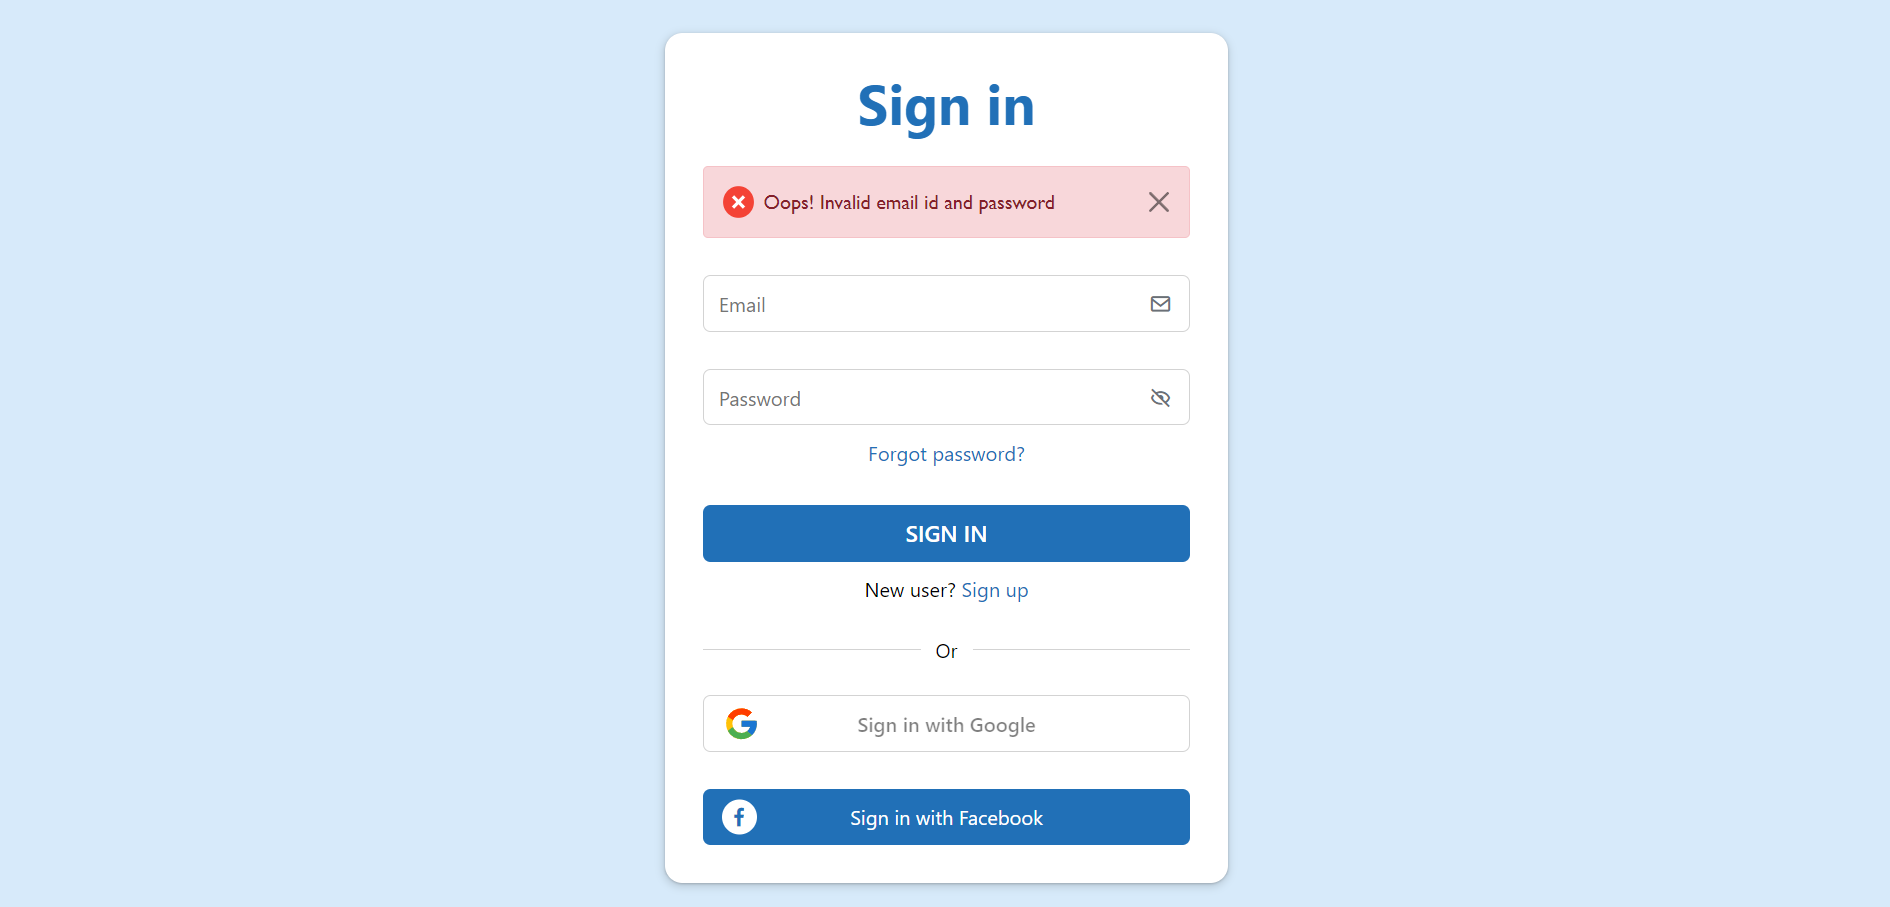 Sign in
Oops! Invalid email id and password
Email
Password
Forgot password?
SIGN IN
New user? Sign up
Or
Sign in with Google
Sign in with Facebook